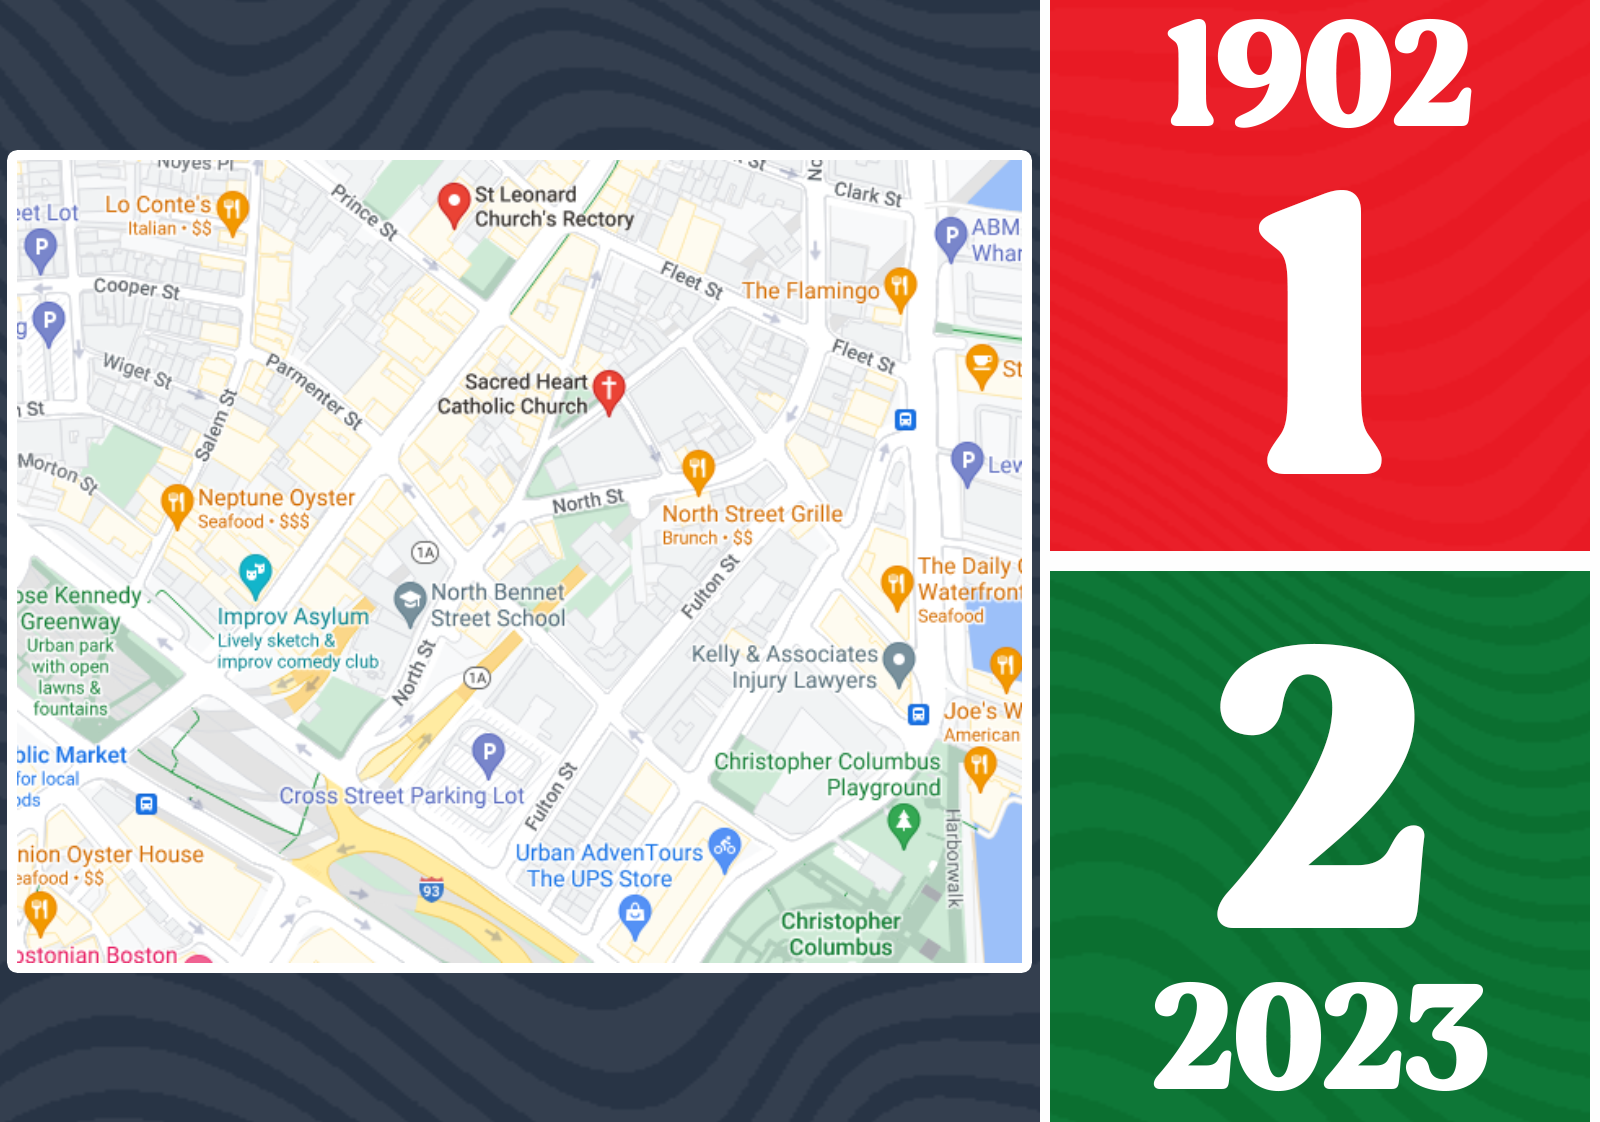 Noyes Pl
Prince St
St Leonard
Church's Rectory
St
No
Clark St
Lo Conte's
Italian • $$
eet Lot
P
ABM
Whar
P
Cooper St
Fleet St
The Flamingo
P
g
Fleet St
St
Wiget St
Parmenter St
Sacred Heart
Catholic Church
n St
Salem St
Morton St
P
Lew
Neptune Oyster
Seafood • $$$
North St
North Street Grille
Brunch • $$
1A
Fulton St
The Daily C
Waterfront
Seafood
ose Kennedy
Greenway
Urban park
with open
lawns &
fountains
Improv Asylum
Lively sketch &
improv comedy club
North Bennet
Street School
North St
1A
Kelly & Associates
Injury Lawyers
Joe's W
American
blic Market
for local
ods
P
Cross Street Parking Lot
Fulton St
Christopher Columbus
Playground
Harborwalk
nion Oyster House
eafood • $$
93
Urban AdvenTours
The UPS Store
Christopher
Columbus
ostonian Boston
1902
1
2
2023